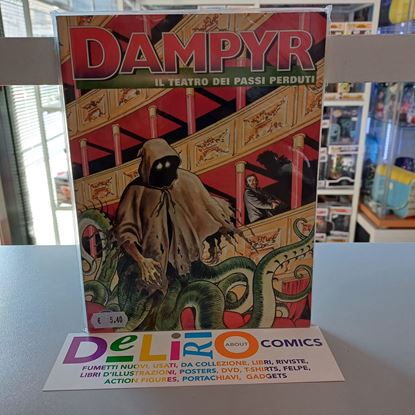 DAMPYR
IL TEATRO DEI PASSI PERDUTI
€ 5,40
DELIRIO ABOUT COMICS
FUMETTI NUOVI, USATI, DA COLLEZIONE, LIBRI, RIVISTE,
LIBRI D'ILLUSTRAZIONI, POSTERS, DVD, T-SHIRTS, FELPE,
ACTION FIGURES, PORTACHIAVI, GADGETS